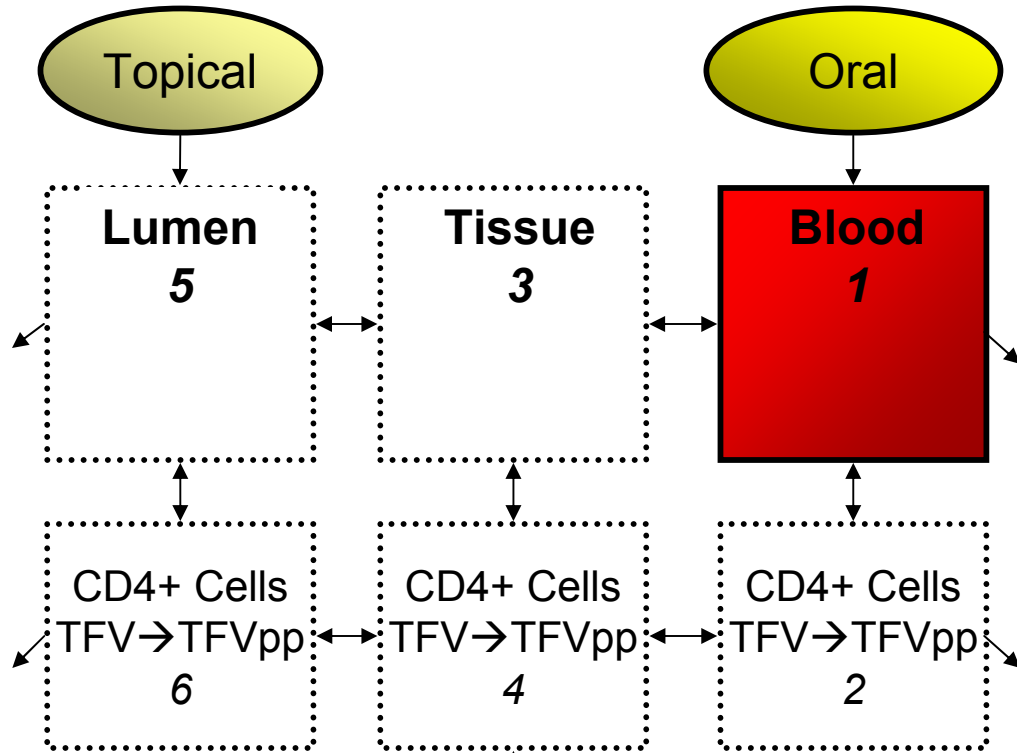 Topical
Oral
Lumen
5
Tissue
3
Blood
1
CD4+ Cells
TFV→TFVpp
6
CD4+ Cells
TFV→TFVpp
4
CD4+ Cells
TFV→TFVpp
2